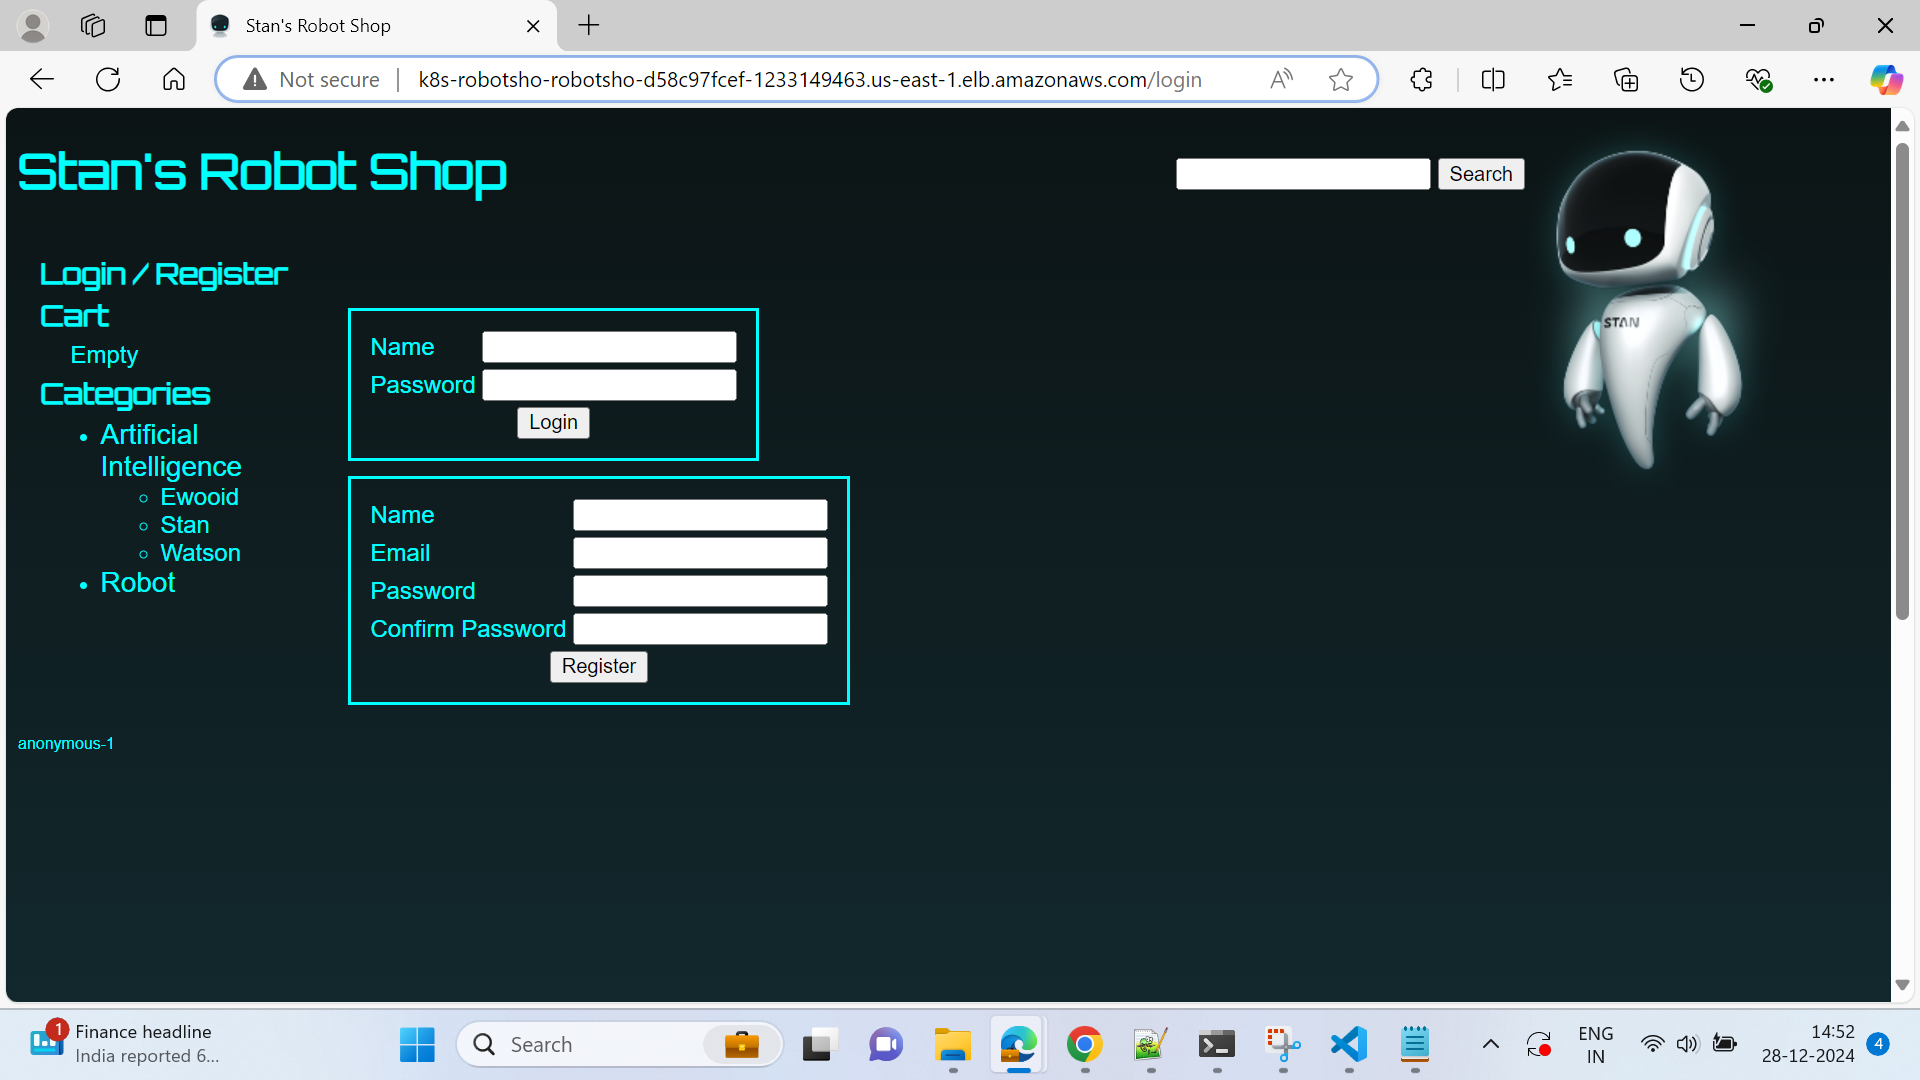 Stan's Robot Shop
Not secure
k8s-robotsho-robotsho-d58c97fcef-1233149463.us-east-1.elb.amazonaws.com/login
Stan's Robot Shop
Search
STAN
Login / Register
Cart
Empty
Categories
Artificial
Intelligence
Ewooid
Stan
Watson
Robot
Name
Password
Login
Name
Email
Password
Confirm Password
Register
anonymous-1
1
Finance headline
India reported 6...
Search
ENG
IN
14:52
28-12-2024
4